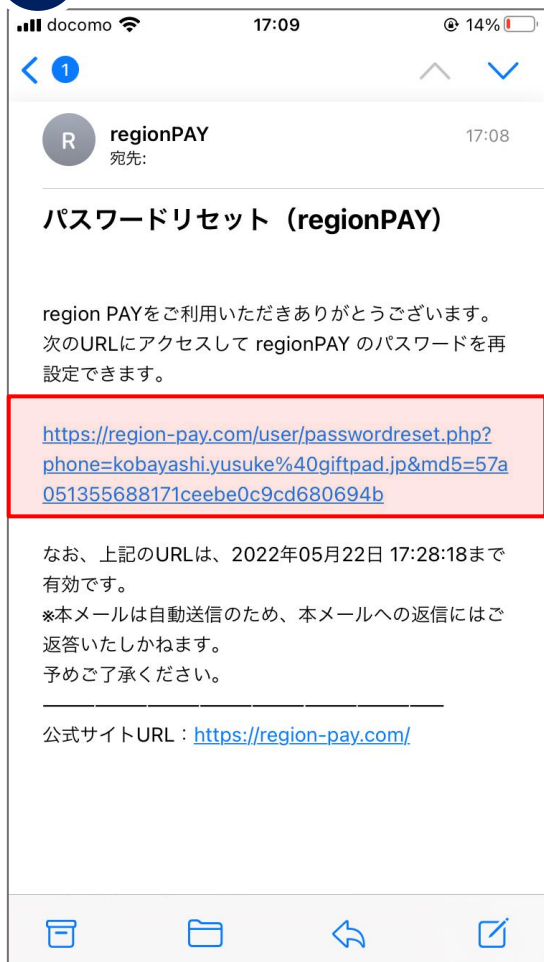 docomo 17:09 14%
1
R regionPAY 17:08
宛先:
パスワードリセット（regionPAY）
region PAYをご利用いただきありがとうございます。
次のURLにアクセスして regionPAY のパスワードを再
設定できます。
https://region-pay.com/user/passwordreset.php?
phone=kobayashi.yusuke%40giftpad.jp&md5=57a
051355688171ceebe0c9cd680694b
なお、上記のURLは、2022年05月22日 17:28:18まで
有効です。
※本メールは自動送信のため、本メールへの返信にはご
返答いたしかねます。
予めご了承ください。
公式サイトURL：https://region-pay.com/